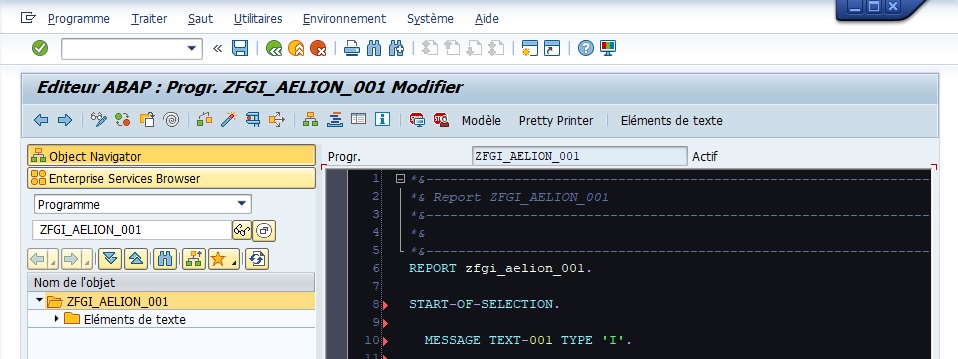 Programme Traiter Saut Utilitaires Environnement Système Aide
Editeur ABAP : Progr. ZFGI_AELION_001 Modifier
Modèle Pretty Printer Eléments de texte
Object Navigator
Enterprise Services Browser
Programme
ZFGI_AELION_001
Nom de l'objet
ZFGI_AELION_001
Eléments de texte
Progr. ZFGI_AELION_001 Actif
1 *&---------------------------------------------------------------------
2 *& Report ZFGI_AELION_001
3 *&---------------------------------------------------------------------
4 *&
5 *&---------------------------------------------------------------------
6 REPORT zfgi_aelion_001.
7
8 START-OF-SELECTION.
9
10 MESSAGE TEXT-001 TYPE 'I'.
11